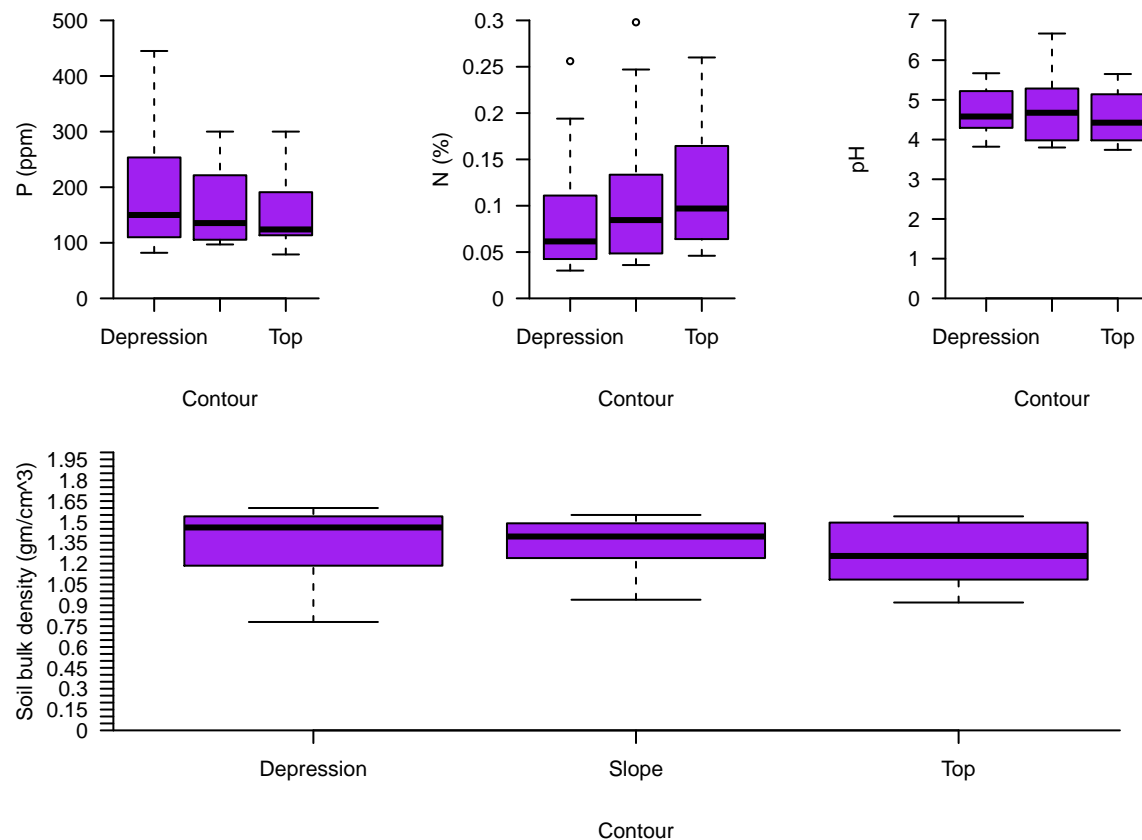 P (ppm)
500
400
300
200
100
0
Depression Top
Contour
N (%)
0.3
0.25
0.2
0.15
0.1
0.05
0
Depression Top
Contour
pH
7
6
5
4
3
2
1
0
Depression Top
Contour
Soil bulk density (gm/cm^3)
1.95
1.8
1.65
1.5
1.35
1.2
1.05
0.9
0.75
0.6
0.45
0.3
0.15
0
Depression Slope Top
Contour